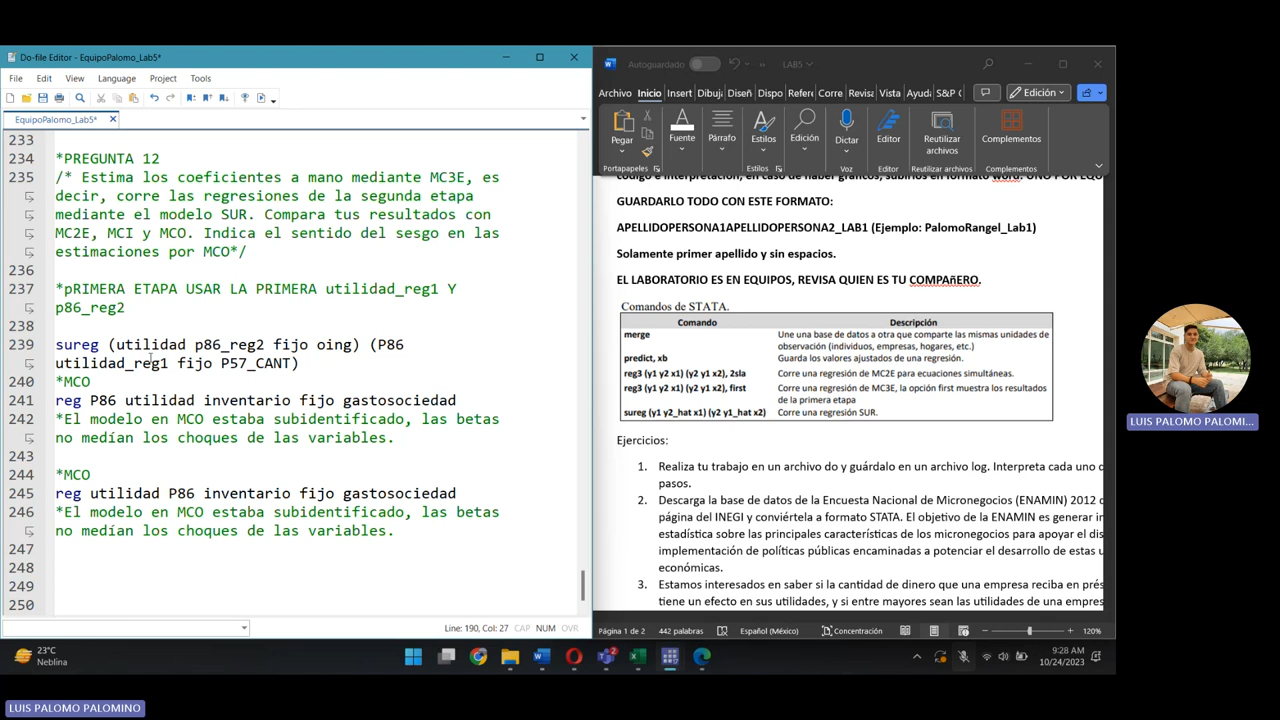 Do-file Editor - EquipoPalomo_Lab5*
File Edit View Language Project Tools
EquipoPalomo_Lab5*
233
234 *PREGUNTA 12
235 /* Estima los coeficientes a mano mediante MC3E, es
decir, corre las regresiones de la segunda etapa
mediante el modelo SUR. Compara tus resultados con
MC2E, MCI y MCO. Indica el sentido del sesgo en las
estimaciones por MCO*/
236
237 *pRIMERA ETAPA USAR LA PRIMERA utilidad_reg1 Y
p86_reg2
238
239 sureg (utilidad p86_reg2 fijo oing) (P86
utilidad_reg1 fijo P57_CANT)
240 *MCO
241 reg P86 utilidad inventario fijo gastosociedad
242 *El modelo en MCO estaba subidentificado, las betas
no medían los choques de las variables.
243
244 *MCO
245 reg utilidad P86 inventario fijo gastosociedad
246 *El modelo en MCO estaba subidentificado, las betas
no medían los choques de las variables.
247
248
249
250
Line: 190, Col: 27 CAP NUM OVR
Autoguardado LAB5
Archivo Inicio Insert Dibuj Diseñ Dispo Referi Corre Revisa Vista Ayuda S&P C Edición
Pegar Fuente Párrafo Estilos Edición Dictar Editor Reutilizar archivos Complementos
Portapapeles Estilos Voz Editor Reutilizar archivos Complementos
código e interpretación, en caso de haber gráficos, subirlos en formato word. UNO POR EQU
GUARDARLO TODO CON ESTE FORMATO:
APELLIDOPERSONA1APELLIDOPERSONA2_LAB1 (Ejemplo: PalomoRangel_Lab1)
Solamente primer apellido y sin espacios.
EL LABORATORIO ES EN EQUIPOS, REVISA QUIEN ES TU COMPAñERO.
Comandos de STATA.
Comando Descripción
merge Une una base de datos a otra que comparte las mismas unidades de
observación (individuos, empresas, hogares, etc.)
predict, xb Guarda los valores ajustados de una regresión.
reg3 (y1 y2 x1) (y2 y1 x2), 2sla Corre una regresión de MC2E para ecuaciones simultáneas.
reg3 (y1 y2 x1) (y2 y1 x2), first Corre una regresión de MC3E, la opción first muestra los resultados
de la primera etapa
sureg (y1 y2_hat x1) (y2 y1_hat x2) Corre una regresión SUR.
Ejercicios:
1. Realiza tu trabajo en un archivo do y guárdalo en un archivo log. Interpreta cada uno d
pasos.
2. Descarga la base de datos de la Encuesta Nacional de Micronegocios (ENAMIN) 2012 d
página del INEGI y conviértela a formato STATA. El objetivo de la ENAMIN es generar in
estadística sobre las principales características de los micronegocios para apoyar el dis
implementación de políticas públicas encaminadas a potenciar el desarrollo de estas u
económicas.
3. Estamos interesados en saber si la cantidad de dinero que una empresa reciba en prés
tiene un efecto en sus utilidades, y si entre mayores sean las utilidades de una empres
Página 1 de 2 442 palabras Español (México) Concentración 120%
LUIS PALOMO PALOMI...
23°C
Neblina
9:28 AM
10/24/2023
LUIS PALOMO PALOMINO